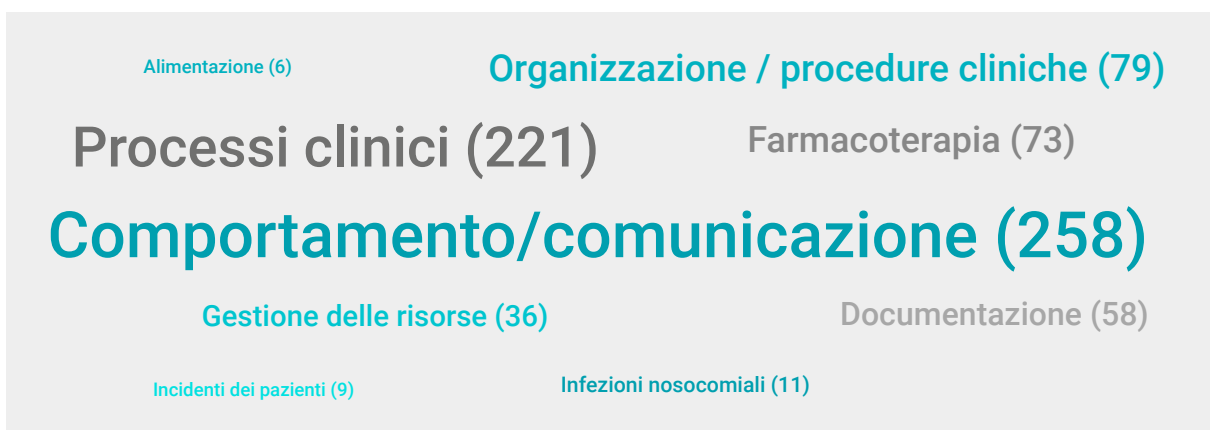 Alimentazione (6)
Organizzazione / procedure cliniche (79)
Processi clinici (221)
Farmacoterapia (73)
Comportamento/comunicazione (258)
Gestione delle risorse (36)
Documentazione (58)
Incidenti dei pazienti (9)
Infezioni nosocomiali (11)